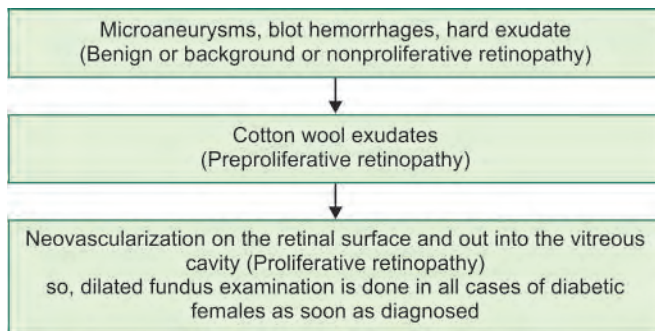 Microaneurysms, blot hemorrhages, hard exudate
(Benign or background or nonproliferative retinopathy)
Cotton wool exudates
(Preproliferative retinopathy)
Neovascularization on the retinal surface and out into the vitreous
cavity (Proliferative retinopathy)
so, dilated fundus examination is done in all cases of diabetic
females as soon as diagnosed